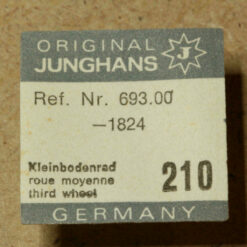 ORIGINAL
JUNGHANS J
Ref. Nr. 693.00
-1824
Kleinbodenrad
roue moyenne
third wheel
210
GERMANY